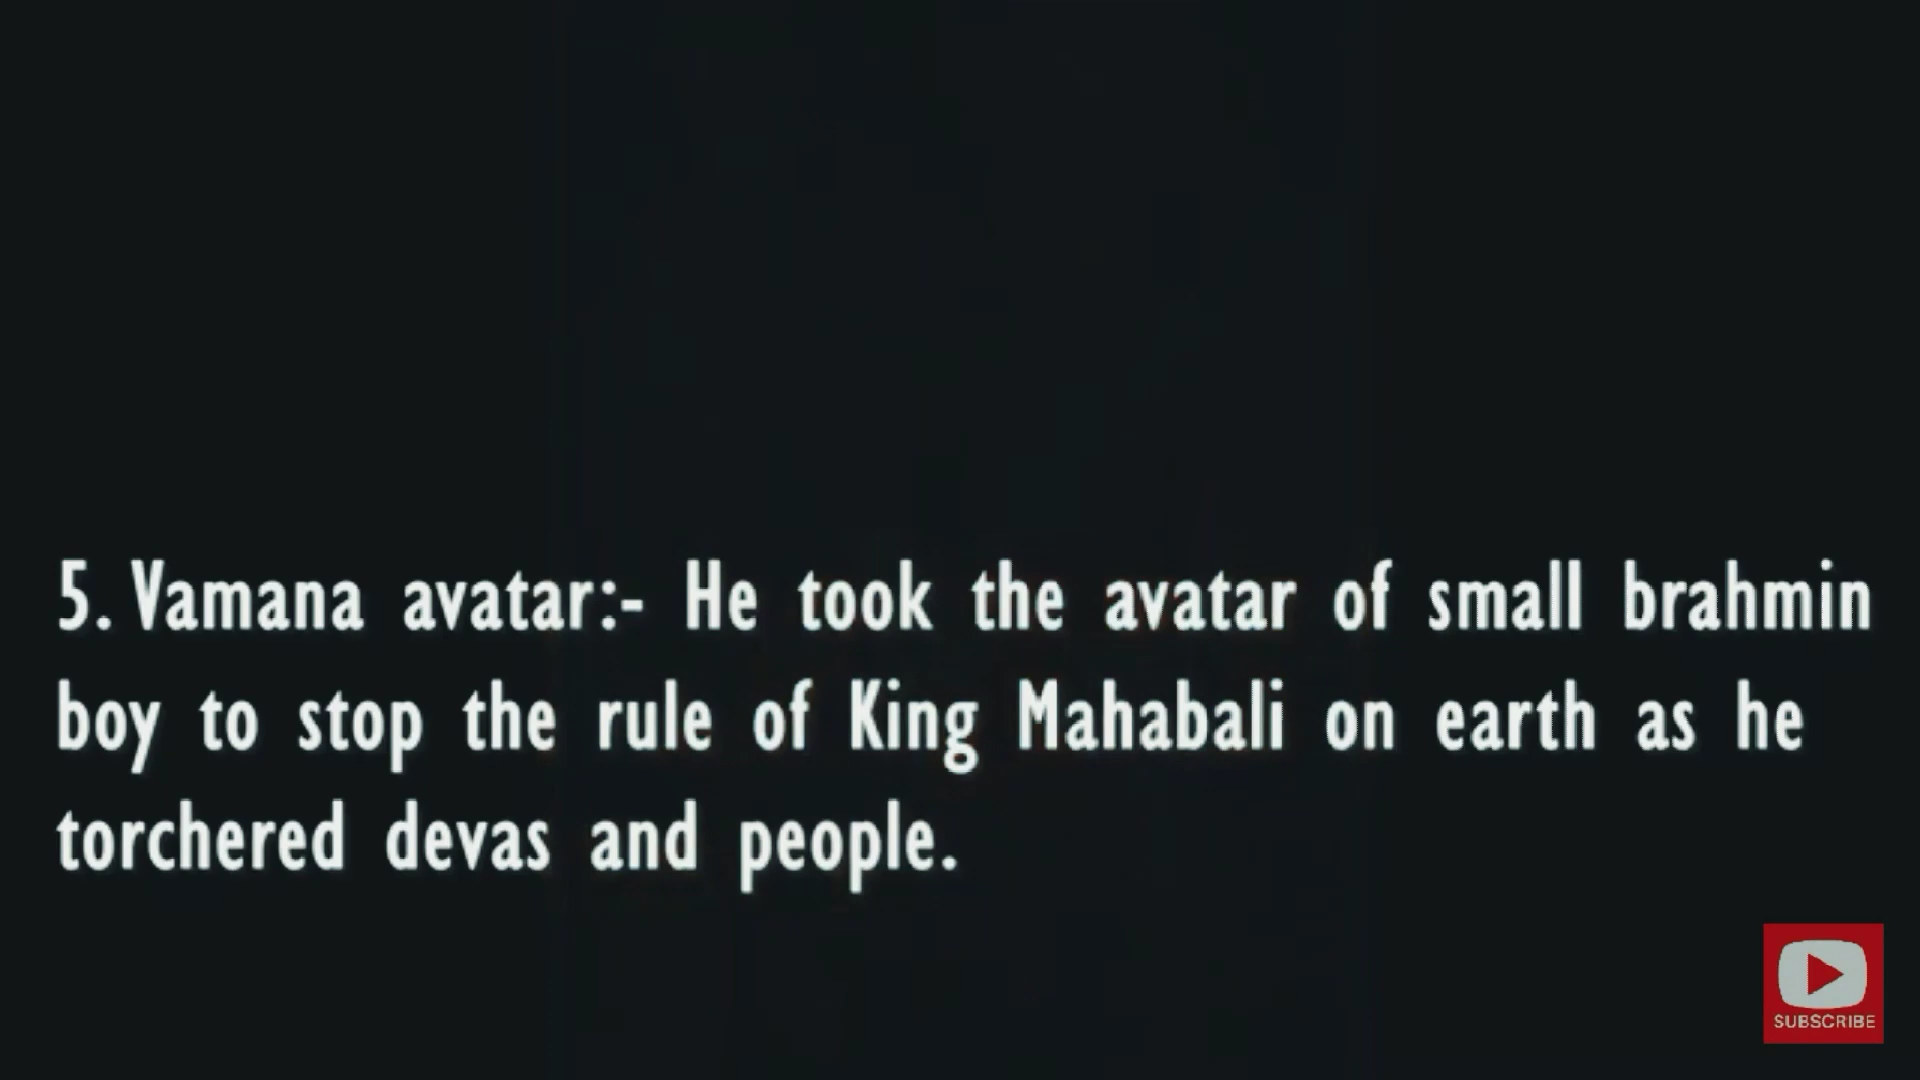 5. Vamana avatar:- He took the avatar of small brahmin
boy to stop the rule of King Mahabali on earth as he
torchered devas and people.
SUBSCRIBE